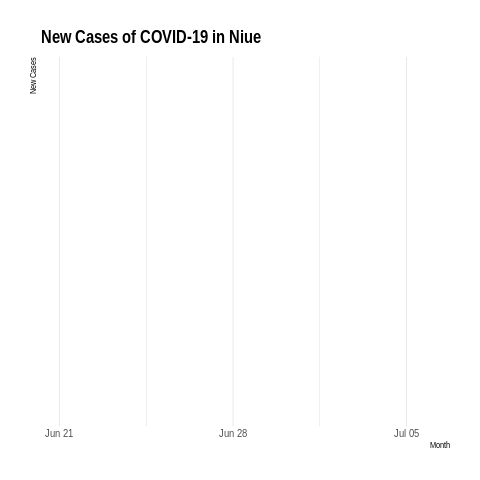 New Cases of COVID-19 in Niue
New Cases
Jun 21
Jun 28
Jul 05
Month